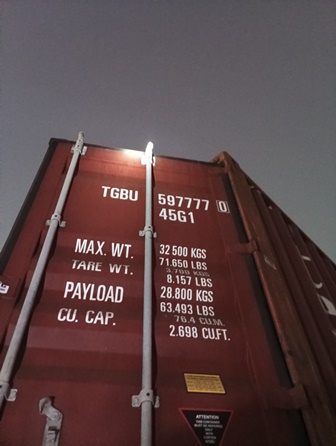 TGBU 597777 0
45G1
MAX. WT. 32 500 KGS
71.650 LBS
TARE WT. 3.700 KGS
8.157 LBS
PAYLOAD 28.800 KGS
63.493 LBS
CU. CAP. 76.4 CU.M.
2.698 CU.FT.
ATTENTION